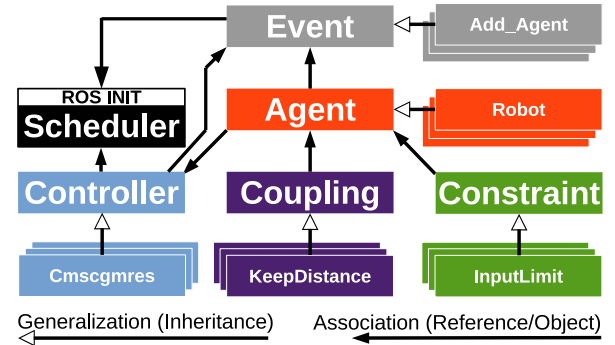 Event
Add_Agent
ROS INIT
Scheduler
Agent
Robot
Controller
Coupling
Constraint
Cmscgmres
KeepDistance
InputLimit
Generalization (Inheritance)
Association (Reference/Object)